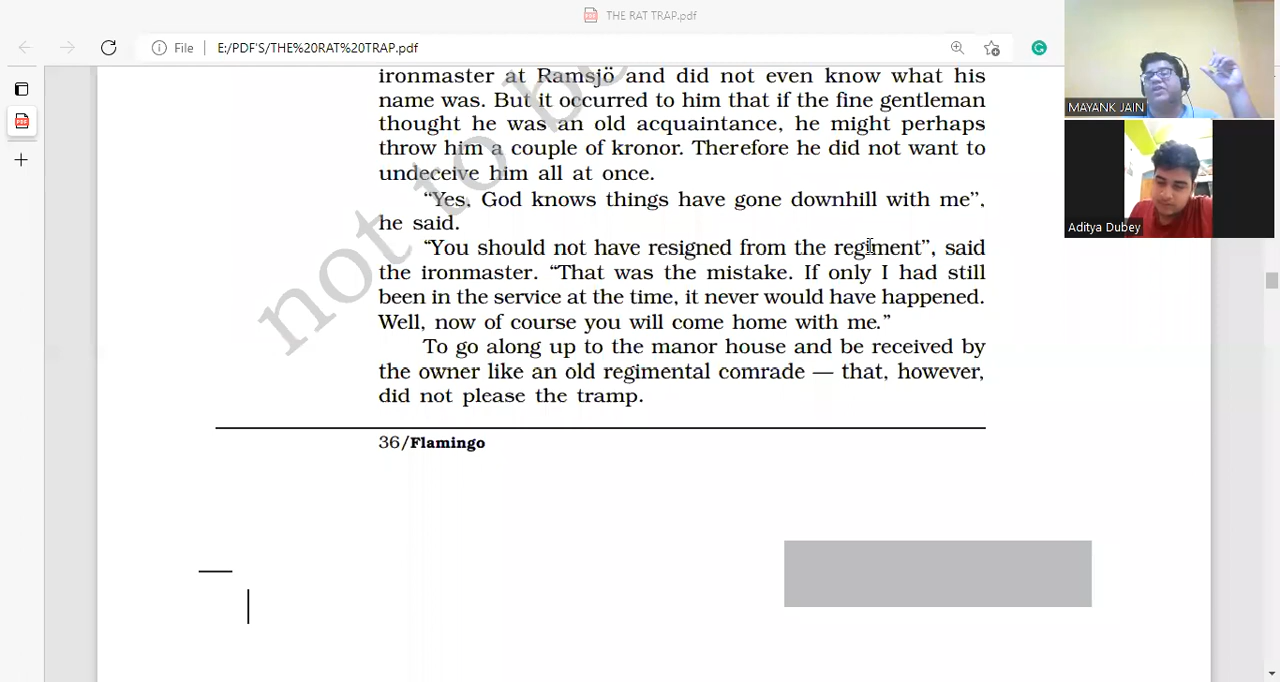 THE RAT TRAP.pdf
File
E:/PDF'S/THE%20RAT%20TRAP.pdf
ironmaster at Ramsjö and did not even know what his
name was. But it occurred to him that if the fine gentleman
thought he was an old acquaintance, he might perhaps
throw him a couple of kronor. Therefore he did not want to
undeceive him all at once.
“Yes, God knows things have gone downhill with me”,
he said.
“You should not have resigned from the regiment”, said
the ironmaster. “That was the mistake. If only I had still
been in the service at the time, it never would have happened.
Well, now of course you will come home with me.”
To go along up to the manor house and be received by
the owner like an old regimental comrade — that, however,
did not please the tramp.
36/Flamingo
not to be
MAYANK JAIN
Aditya Dubey